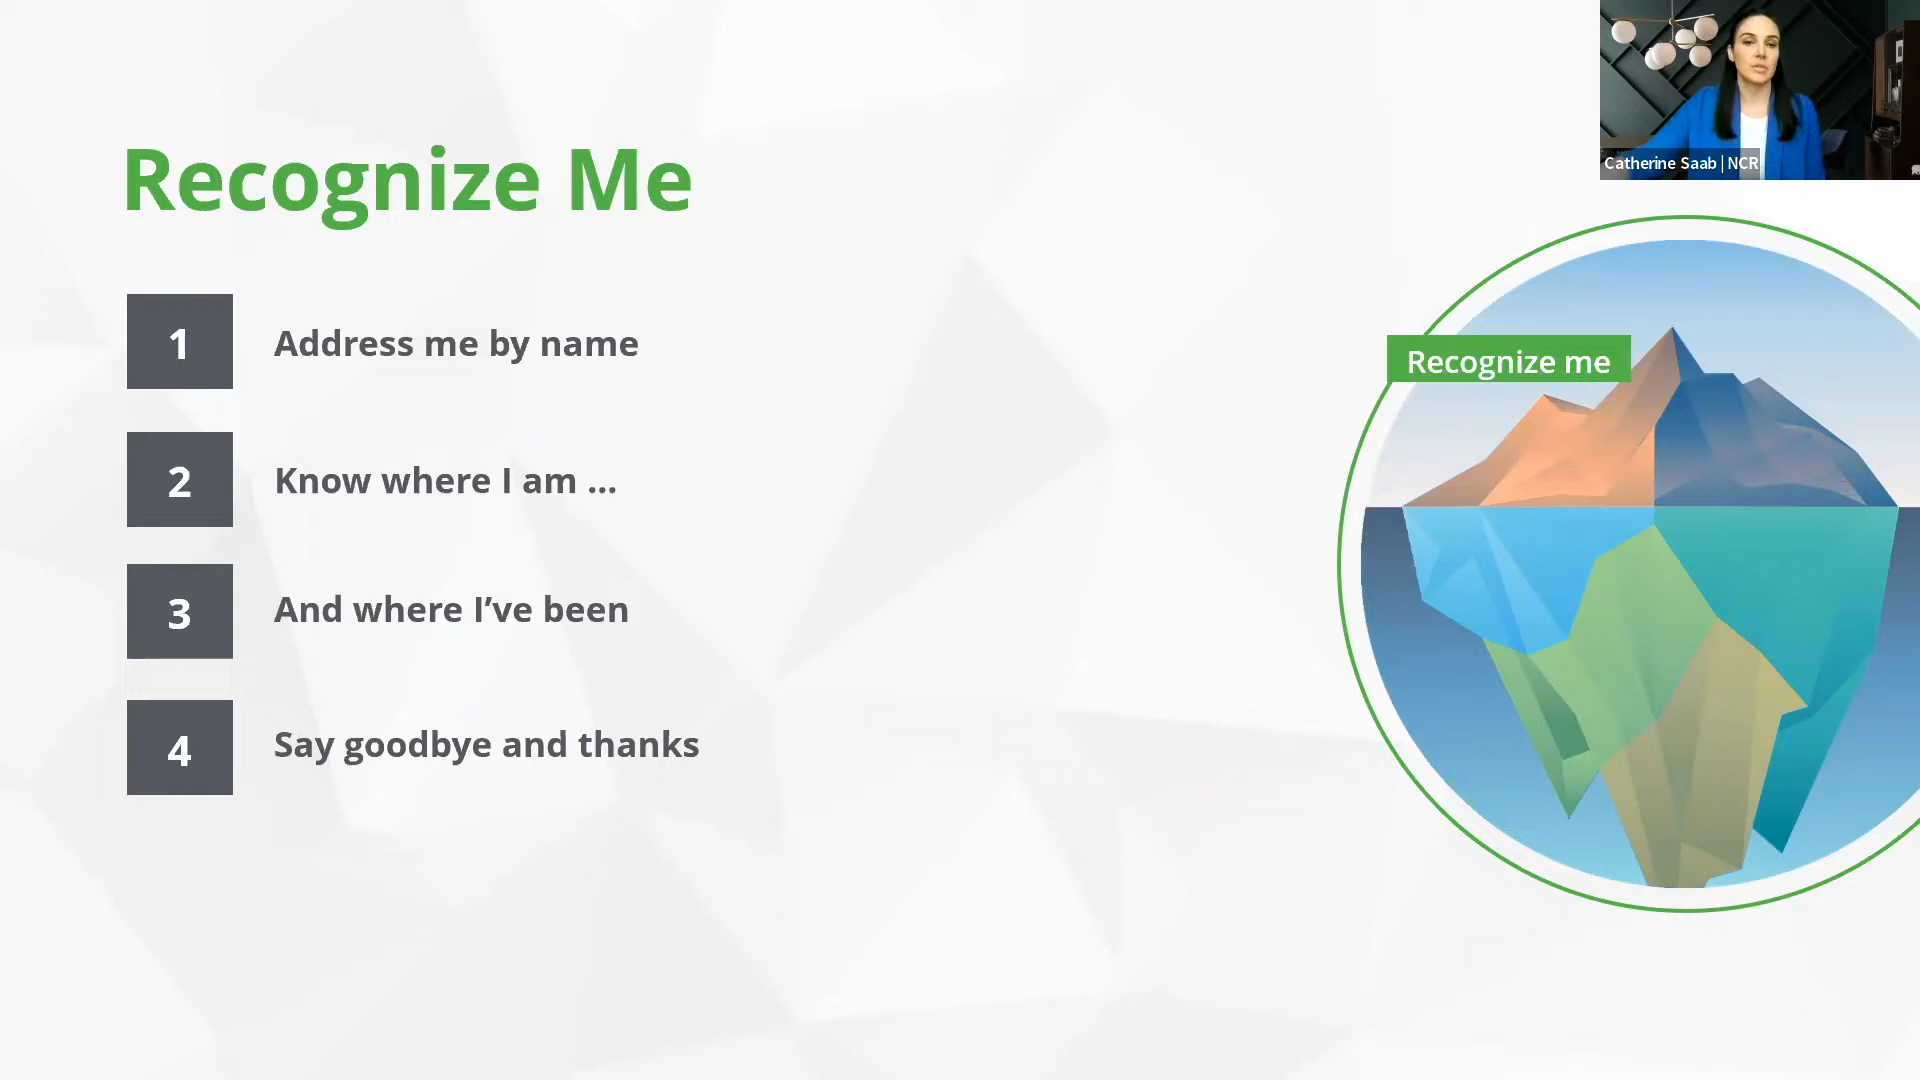 Catherine Saab | NCR
Recognize Me
Recognize me
1
Address me by name
2
Know where I am ...
3
And where I’ve been
4
Say goodbye and thanks